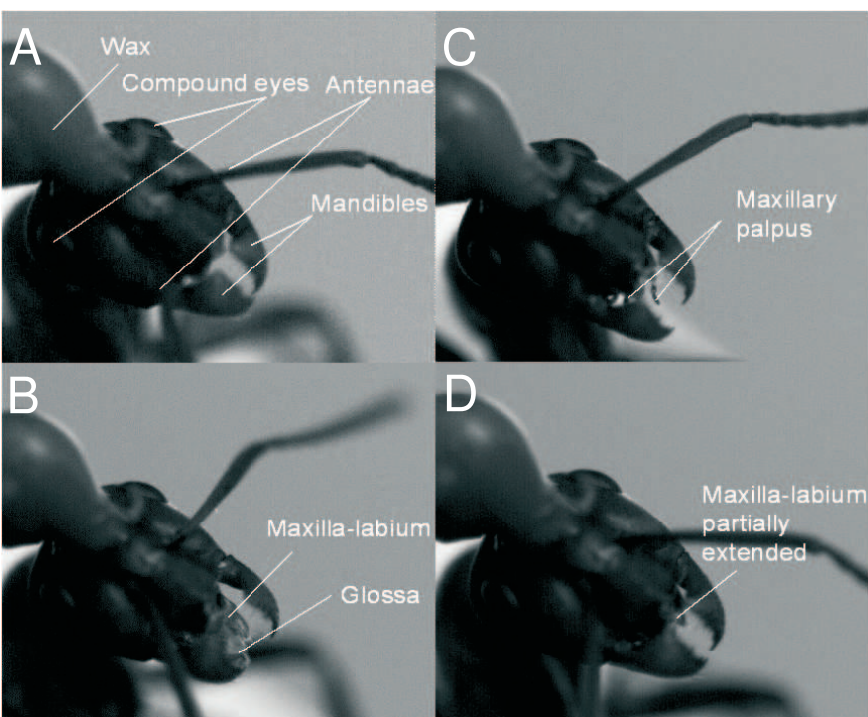 A
Wax
Compound eyes
Antennae
Mandibles
C
Maxillary
palpus
B
Maxilla-labium
Glossa
D
Maxilla-labium
partially
extended